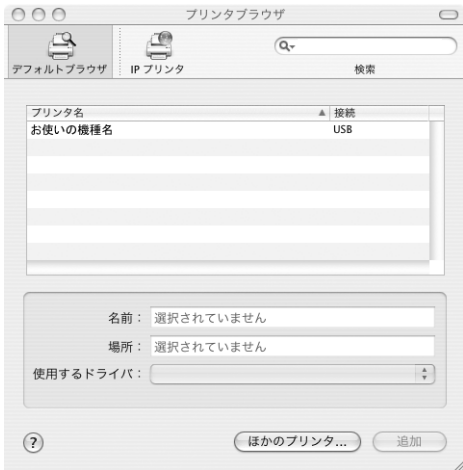 プリンタブラウザ
デフォルトブラウザ IP プリンタ 検索
プリンタ名 接続
お使いの機種名 USB
名前： 選択されていません
場所： 選択されていません
使用するドライバ：
? ほかのプリンタ... 追加